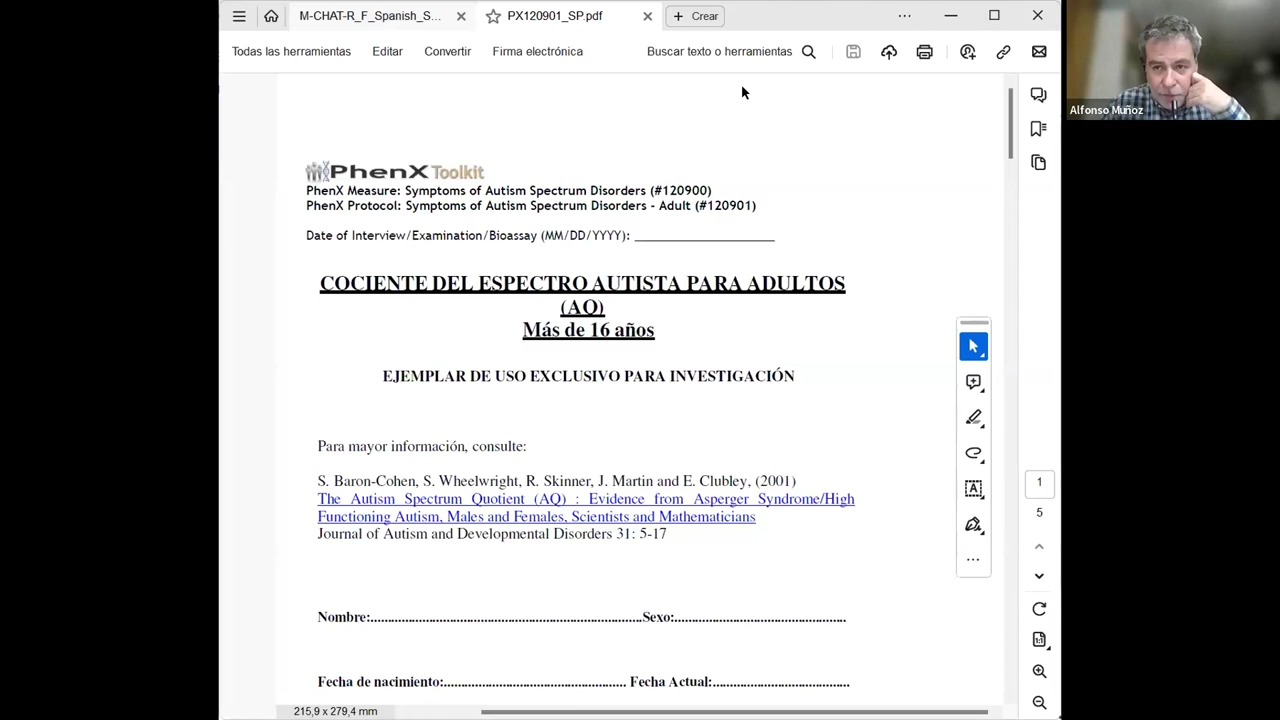 M-CHAT-R_F_Spanish_S...
PX120901_SP.pdf
Crear
Todas las herramientas
Editar
Convertir
Firma electrónica
Buscar texto o herramientas
Alfonso Muñoz
PhenX Toolkit
PhenX Measure: Symptoms of Autism Spectrum Disorders (#120900)
PhenX Protocol: Symptoms of Autism Spectrum Disorders - Adult (#120901)
Date of Interview/Examination/Bioassay (MM/DD/YYYY): ____________________
COCIENTE DEL ESPECTRO AUTISTA PARA ADULTOS
(AQ)
Más de 16 años
EJEMPLAR DE USO EXCLUSIVO PARA INVESTIGACIÓN
Para mayor información, consulte:
S. Baron-Cohen, S. Wheelwright, R. Skinner, J. Martin and E. Clubley, (2001)
The Autism Spectrum Quotient (AQ) : Evidence from Asperger Syndrome/High
Functioning Autism, Males and Females, Scientists and Mathematicians
Journal of Autism and Developmental Disorders 31: 5-17
Nombre:..............................................................................Sexo:.................................................
Fecha de nacimiento:..................................................... Fecha Actual:........................................
1
5
215,9 x 279,4 mm